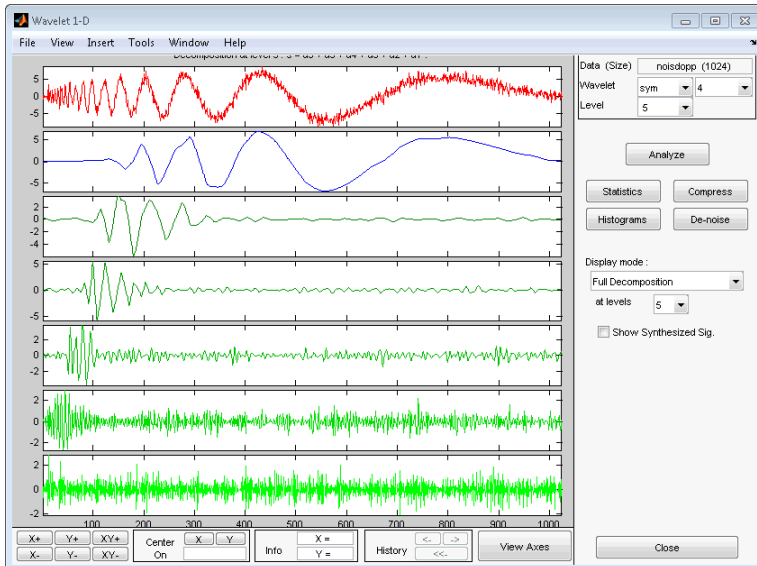 Wavelet 1-D
File View Insert Tools Window Help
Decomposition at level 5 : s = a5 + d5 + d4 + d3 + d2 + d1 .
5
0
-5
5
0
-5
2
0
-2
-4
5
0
-5
2
0
-2
2
0
-2
2
0
-2
100 200 300 400 500 600 700 800 900 1000
Data (Size) noisdopp (1024)
Wavelet sym 4
Level 5
Analyze
Statistics Compress
Histograms De-noise
Display mode :
Full Decomposition
at levels 5
Show Synthesized Sig.
X+ Y+ XY+
X- Y- XY-
Center On X Y
Info X = Y =
History <- -> <<-
View Axes
Close